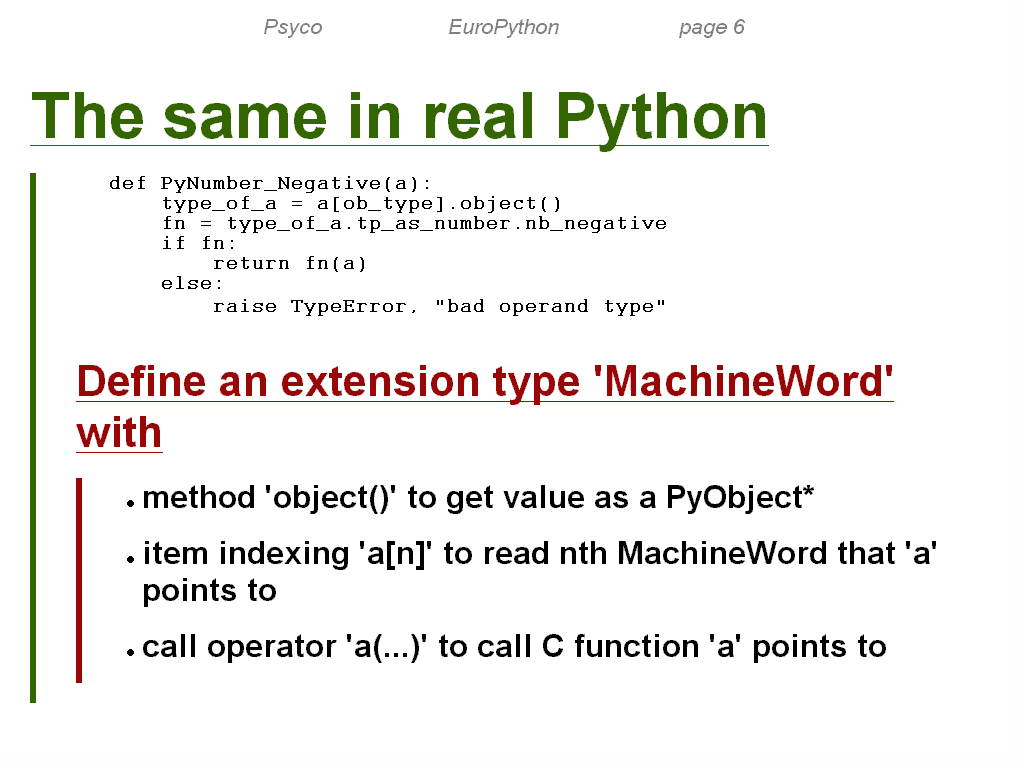 Psyco EuroPython page 6
The same in real Python
def PyNumber_Negative(a):
    type_of_a = a[ob_type].object()
    fn = type_of_a.tp_as_number.nb_negative
    if fn:
        return fn(a)
    else:
        raise TypeError, "bad operand type"
Define an extension type 'MachineWord'
with
• method 'object()' to get value as a PyObject*
• item indexing 'a[n]' to read nth MachineWord that 'a'
points to
• call operator 'a(...)' to call C function 'a' points to